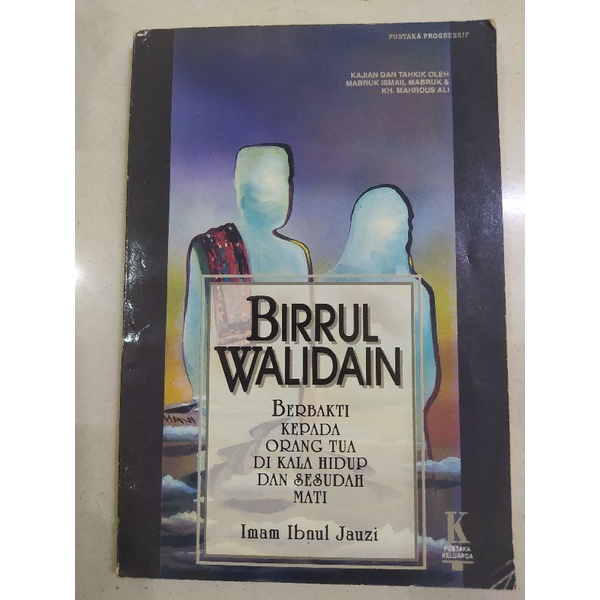 PUSTAKA PROGRESSIF
KAJIAN DAN TAHKIK OLEH
MABRUK ISMAIL MABRUK &
KH. MAHROUS ALI
BIRRUL
WALIDAIN
BERBAKTI
KEPADA
ORANG TUA
DI KALA HIDUP
DAN SESUDAH
MATI
Imam Ibnul Jauzi
K
PUSTAKA
KELUARGA